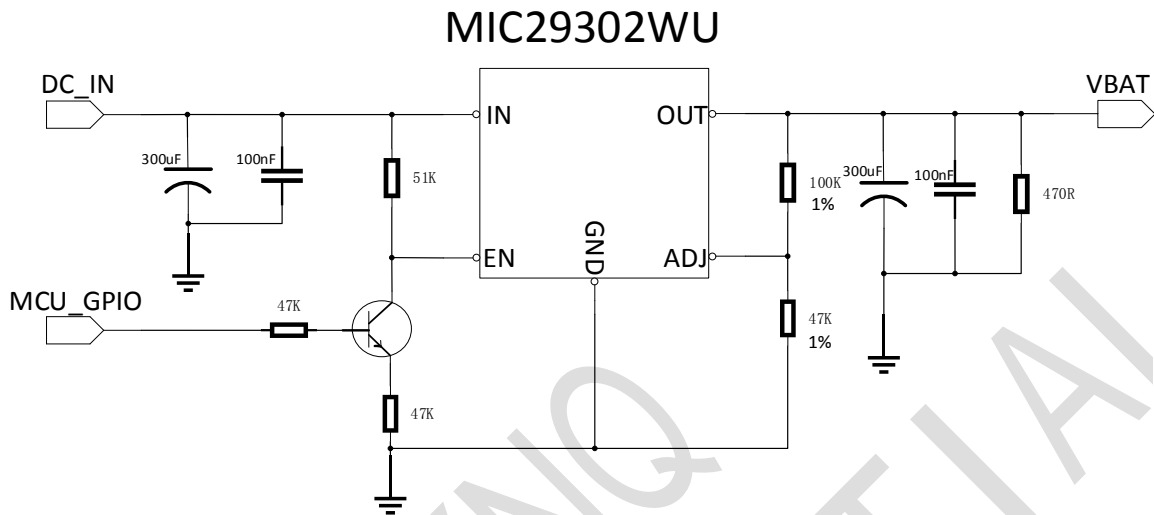 MIC29302WU
DC_IN
VBAT
IN
OUT
300uF
100nF
51K
100K
1%
300uF
100nF
470R
GND
EN
ADJ
MCU_GPIO
47K
47K
1%
47K